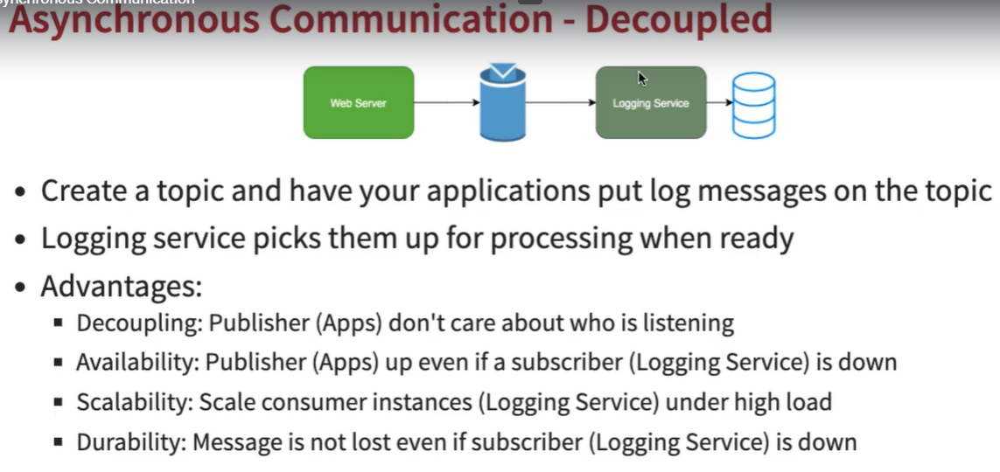 ynchronous Communication
Asynchronous Communication - Decoupled
Web Server
Logging Service
• Create a topic and have your applications put log messages on the topic
• Logging service picks them up for processing when ready
• Advantages:
▪ Decoupling: Publisher (Apps) don't care about who is listening
▪ Availability: Publisher (Apps) up even if a subscriber (Logging Service) is down
▪ Scalability: Scale consumer instances (Logging Service) under high load
▪ Durability: Message is not lost even if subscriber (Logging Service) is down